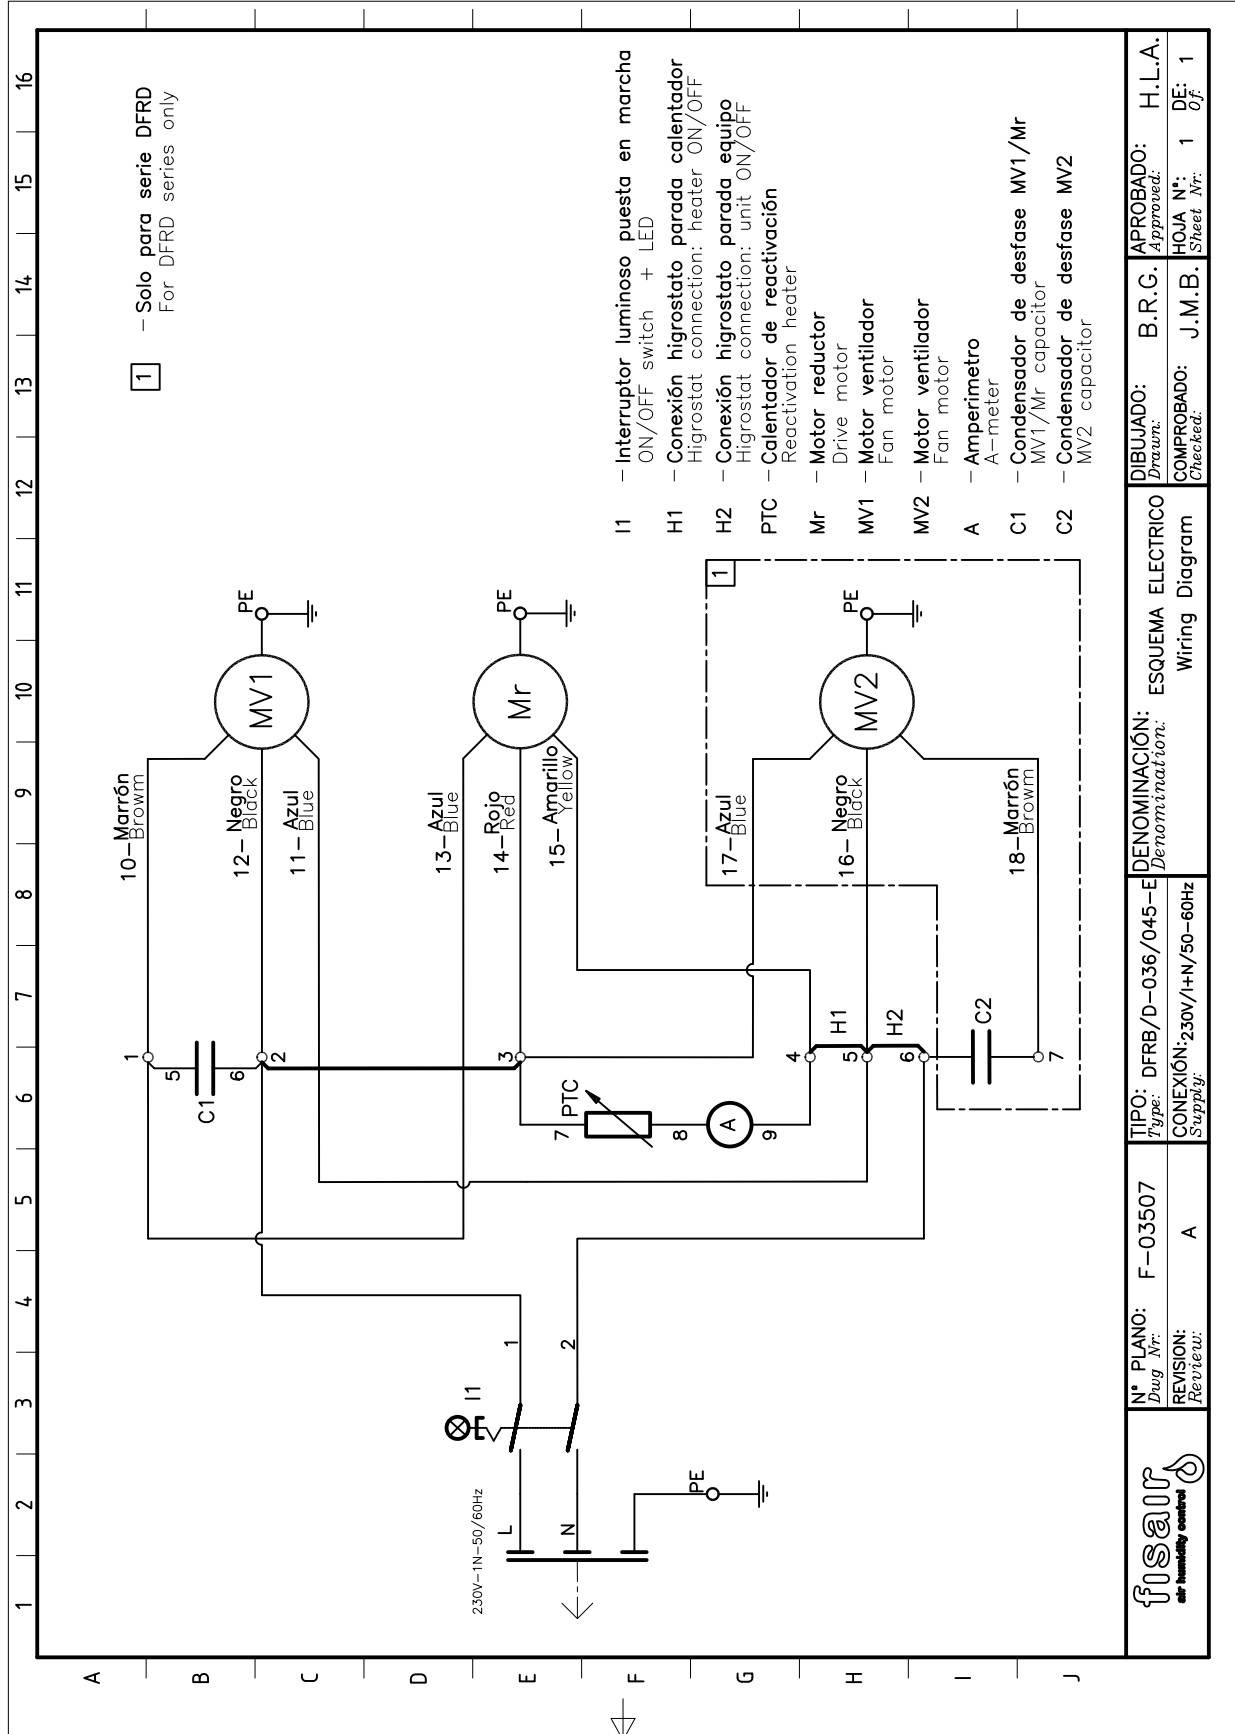 1 2 3 4 5 6 7 8 9 10 11 12 13 14 15 16
A
B
C
D
E
F
G
H
I
J
1
- Solo para serie DFRD
For DFRD series only
10-Marrón
Brown
12-Negro
Black
11-Azul
Blue
MV1
PE
1
5
6
C1
2
13-Azul
Blue
14-Rojo
Red
15-Amarillo
Yellow
Mr
PE
3
7
PTC
8
A
9
4
H1
5
H2
6
17-Azul
Blue
16-Negro
Black
18-Marrón
Brown
MV2
PE
1
C2
7
230V-1N-50/60Hz
L
N
PE
I1
1
2
I1 - Interruptor luminoso puesta en marcha
ON/OFF switch + LED
H1 - Conexión higrostato parada calentador
Higrostat connection: heater ON/OFF
H2 - Conexión higrostato parada equipo
Higrostat connection: unit ON/OFF
PTC - Calentador de reactivación
Reactivation heater
Mr - Motor reductor
Drive motor
MV1 - Motor ventilador
Fan motor
MV2 - Motor ventilador
Fan motor
A - Amperimetro
A-meter
C1 - Condensador de desfase MV1/Mr
MV1/Mr capacitor
C2 - Condensador de desfase MV2
MV2 capacitor
fisair
air humidity control
Nº PLANO: F-03507
Dwg Nr:
REVISION: A
Review:
TIPO: DFRB/D-036/045-E
Type:
CONEXIÓN: 230V/I+N/50-60Hz
Supply:
DENOMINACIÓN: ESQUEMA ELECTRICO
Denomination: Wiring Diagram
DIBUJADO: B.R.G.
Drawn:
COMPROBADO: J.M.B.
Checked:
APROBADO: H.L.A.
Approved:
HOJA Nº: 1 DE: 1
Sheet Nr: Of: